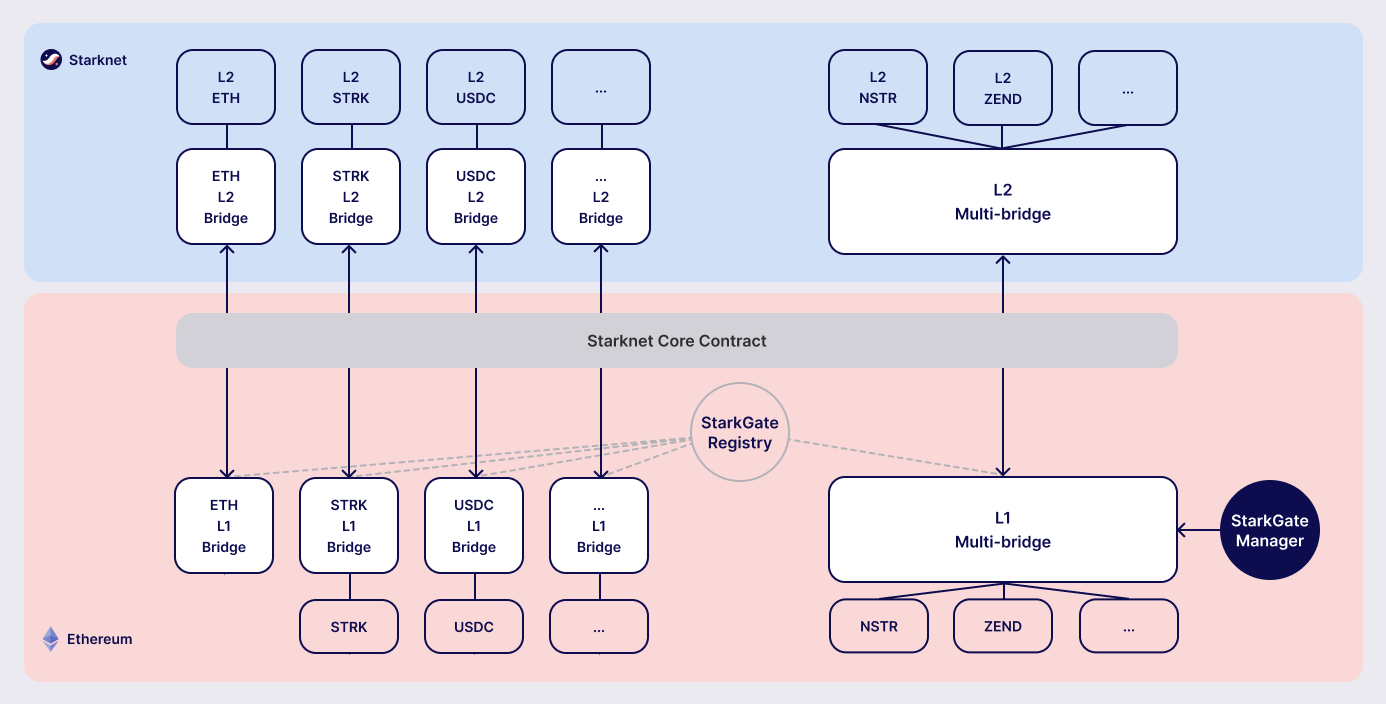 Starknet
L2
ETH
L2
STRK
L2
USDC
...
L2
NSTR
L2
ZEND
...
ETH
L2
Bridge
STRK
L2
Bridge
USDC
L2
Bridge
...
L2
Bridge
L2
Multi-bridge
Starknet Core Contract
StarkGate
Registry
ETH
L1
Bridge
STRK
L1
Bridge
USDC
L1
Bridge
...
L1
Bridge
L1
Multi-bridge
StarkGate
Manager
Ethereum
STRK
USDC
...
NSTR
ZEND
...